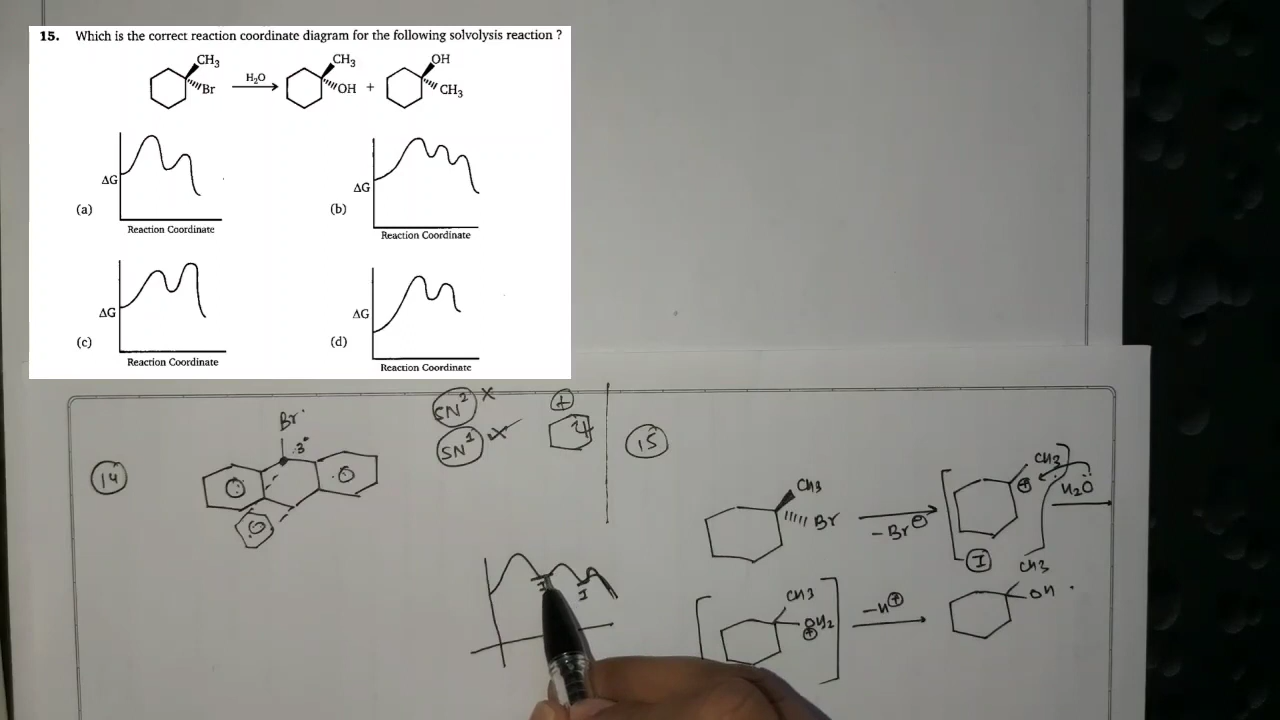 15. Which is the correct reaction coordinate diagram for the following solvolysis reaction ?
CH₃ CH₃ OH
H₂O
Br OH + CH₃
ΔG ΔG
(a) (b)
Reaction Coordinate Reaction Coordinate
ΔG ΔG
(c) (d)
Reaction Coordinate Reaction Coordinate
14
Br
3°
SN² ×
SN¹
+
4
15
CH3
Br
-Br⊖
CH3
⊕
H2Ö
I
I I
CH3
OH2
⊕
-H⊕
CH3
OH